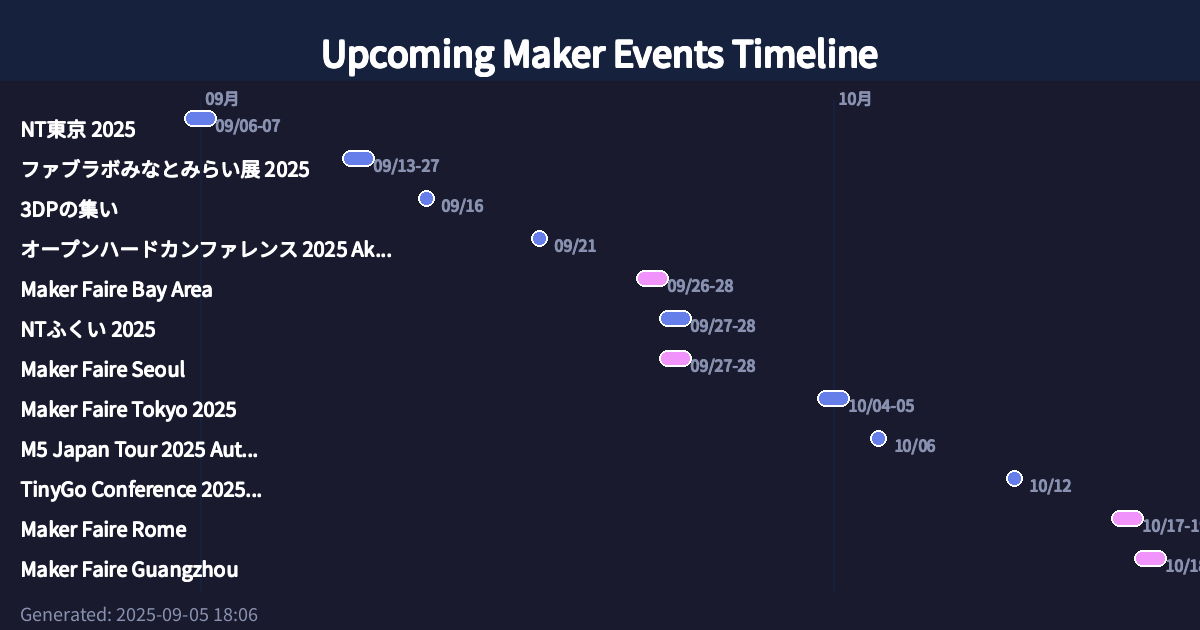 Upcoming Maker Events Timeline
09月
10月
NT東京 2025
09/06-07
ファブラボみなとみらい展 2025
09/13-27
3DPの集い
09/16
オープンハードカンファレンス 2025 Ak...
09/21
Maker Faire Bay Area
09/26-28
NTふくい 2025
09/27-28
Maker Faire Seoul
09/27-28
Maker Faire Tokyo 2025
10/04-05
M5 Japan Tour 2025 Aut...
10/06
TinyGo Conference 2025...
10/12
Maker Faire Rome
10/17-1
Maker Faire Guangzhou
10/18
Generated: 2025-09-05 18:06